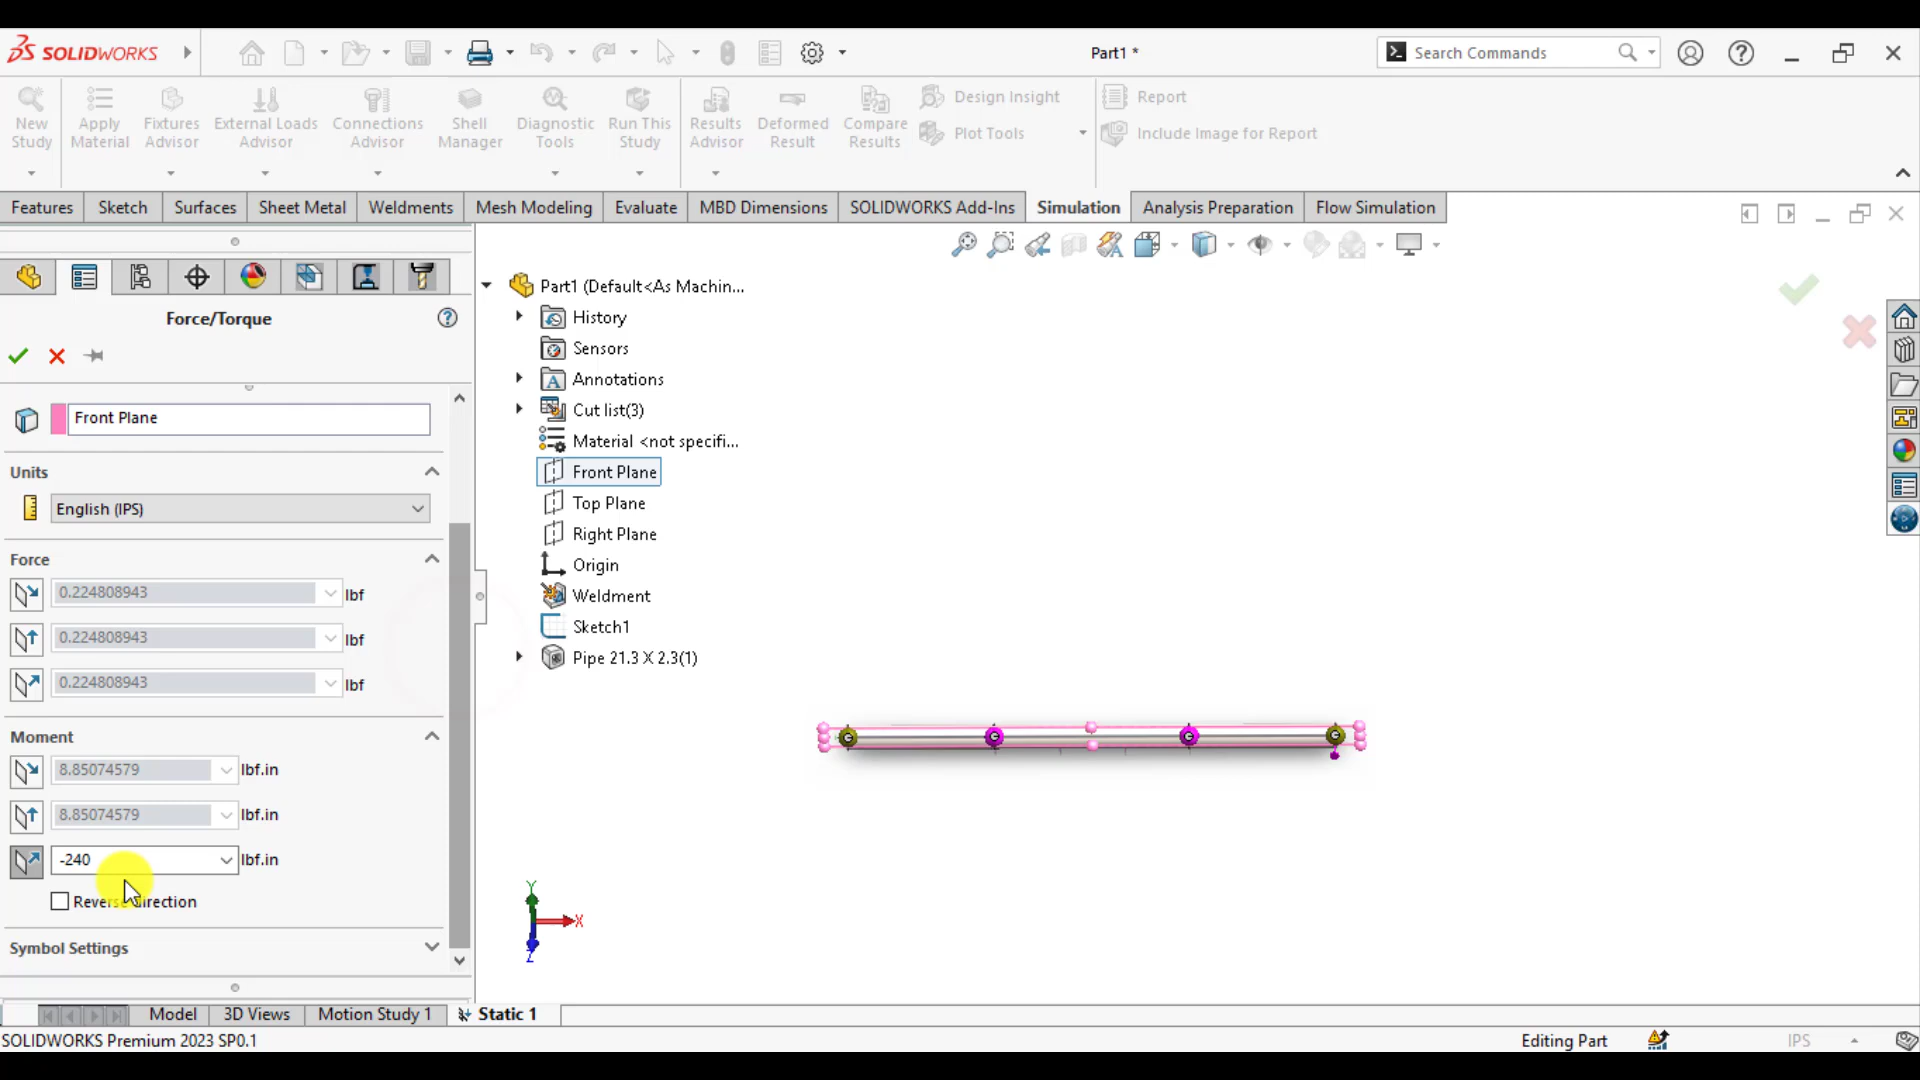 SOLIDWORKS
Part1 *
Search Commands
New Study
Apply Material
Fixtures Advisor
External Loads Advisor
Connections Advisor
Shell Manager
Diagnostic Tools
Run This Study
Results Advisor
Deformed Result
Compare Results
Design Insight
Plot Tools
Report
Include Image for Report
Features
Sketch
Surfaces
Sheet Metal
Weldments
Mesh Modeling
Evaluate
MBD Dimensions
SOLIDWORKS Add-Ins
Simulation
Analysis Preparation
Flow Simulation
Force/Torque
Front Plane
Units
English (IPS)
Force
0.224808943 lbf
0.224808943 lbf
0.224808943 lbf
Moment
8.85074579 lbf.in
8.85074579 lbf.in
-240 lbf.in
Reverse direction
Symbol Settings
Part1 (Default<As Machin...
History
Sensors
Annotations
Cut list(3)
Material <not specifi...
Front Plane
Top Plane
Right Plane
Origin
Weldment
Sketch1
Pipe 21.3 X 2.3(1)
Y
X
Z
Model
3D Views
Motion Study 1
Static 1
SOLIDWORKS Premium 2023 SP0.1
Editing Part
IPS